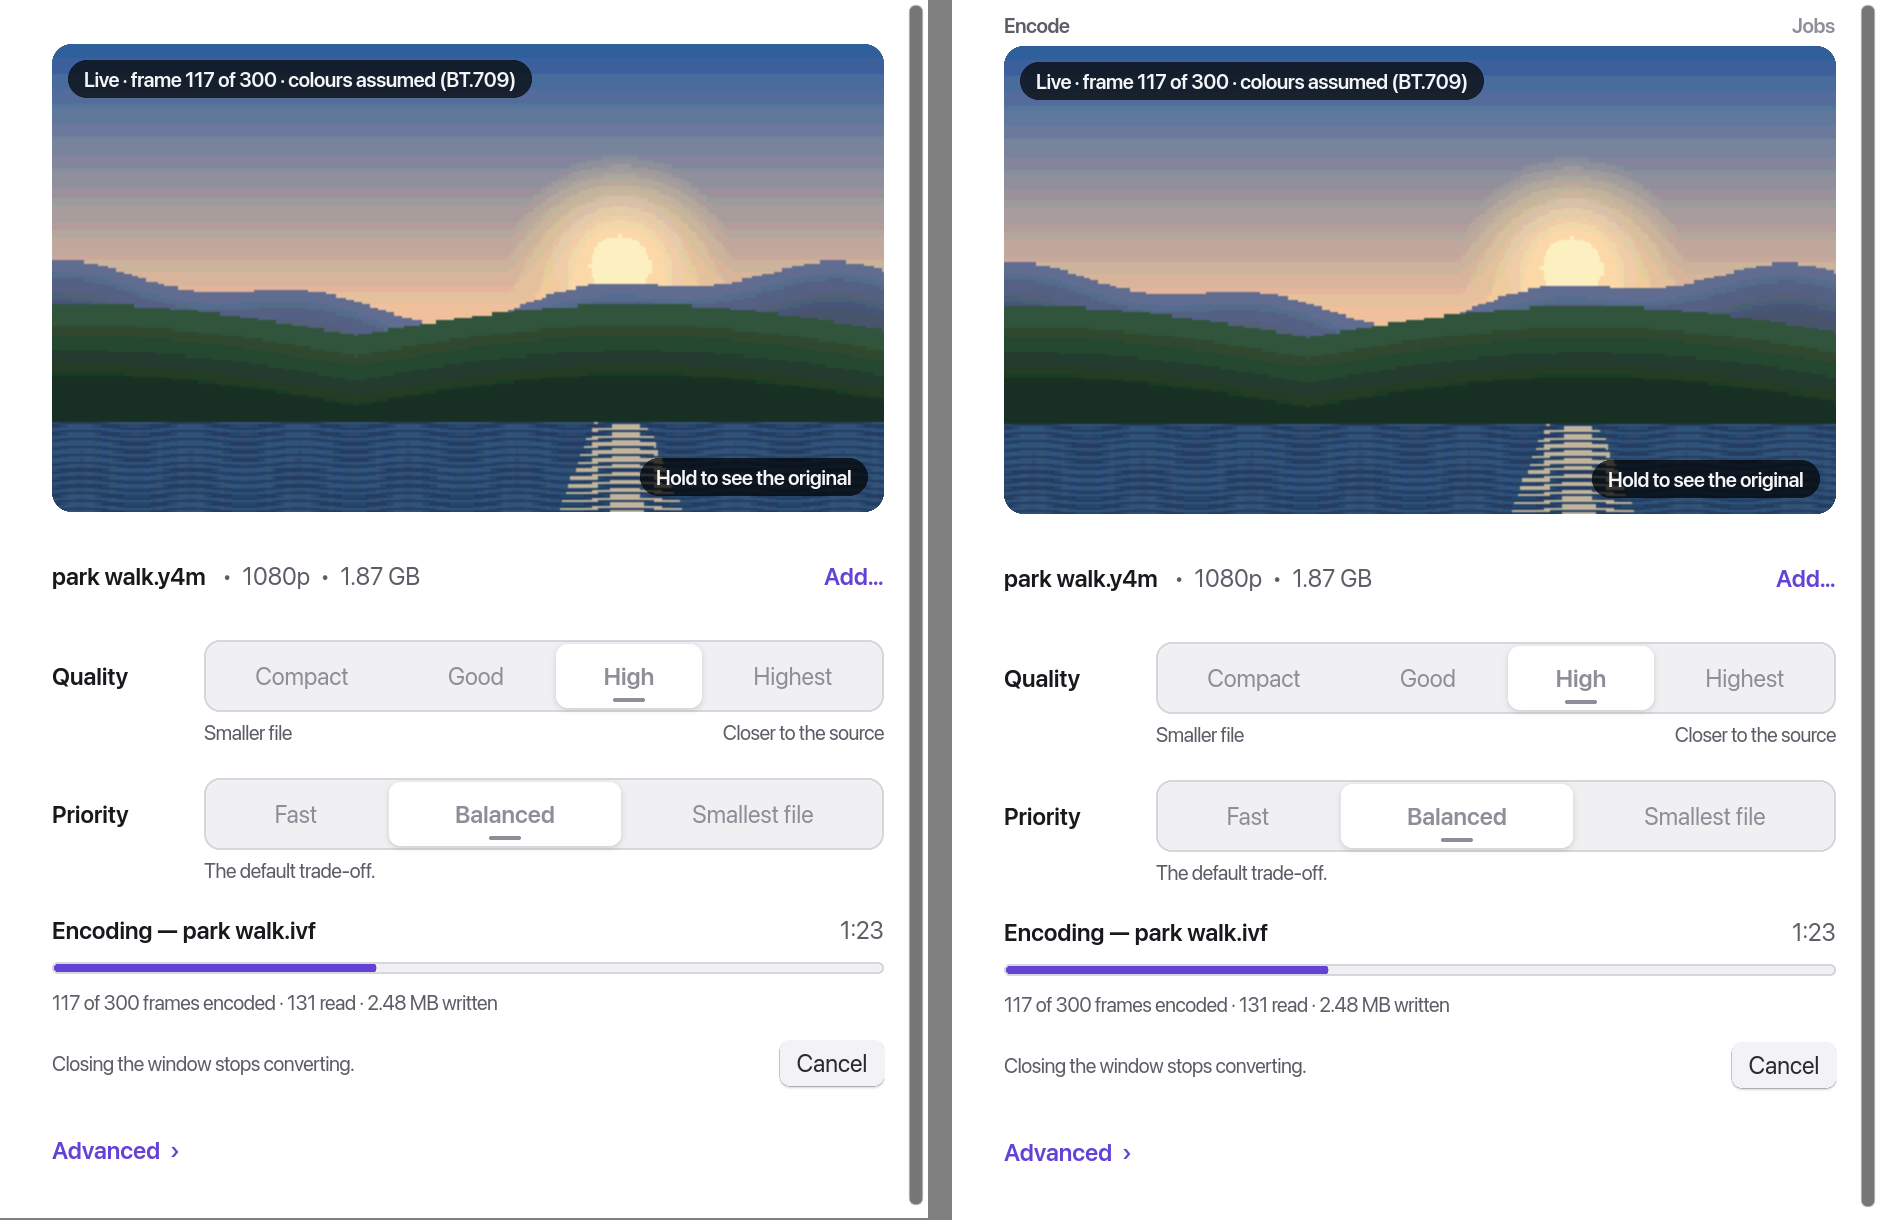 Live · frame 117 of 300 · colours assumed (BT.709)
Hold to see the original
park walk.y4m • 1080p • 1.87 GB Add...
Quality Compact Good High Highest
Smaller file Closer to the source
Priority Fast Balanced Smallest file
The default trade-off.
Encoding — park walk.ivf 1:23
117 of 300 frames encoded · 131 read · 2.48 MB written
Closing the window stops converting. Cancel
Advanced ›
Encode Jobs
Live · frame 117 of 300 · colours assumed (BT.709)
Hold to see the original
park walk.y4m • 1080p • 1.87 GB Add...
Quality Compact Good High Highest
Smaller file Closer to the source
Priority Fast Balanced Smallest file
The default trade-off.
Encoding — park walk.ivf 1:23
117 of 300 frames encoded · 131 read · 2.48 MB written
Closing the window stops converting. Cancel
Advanced ›